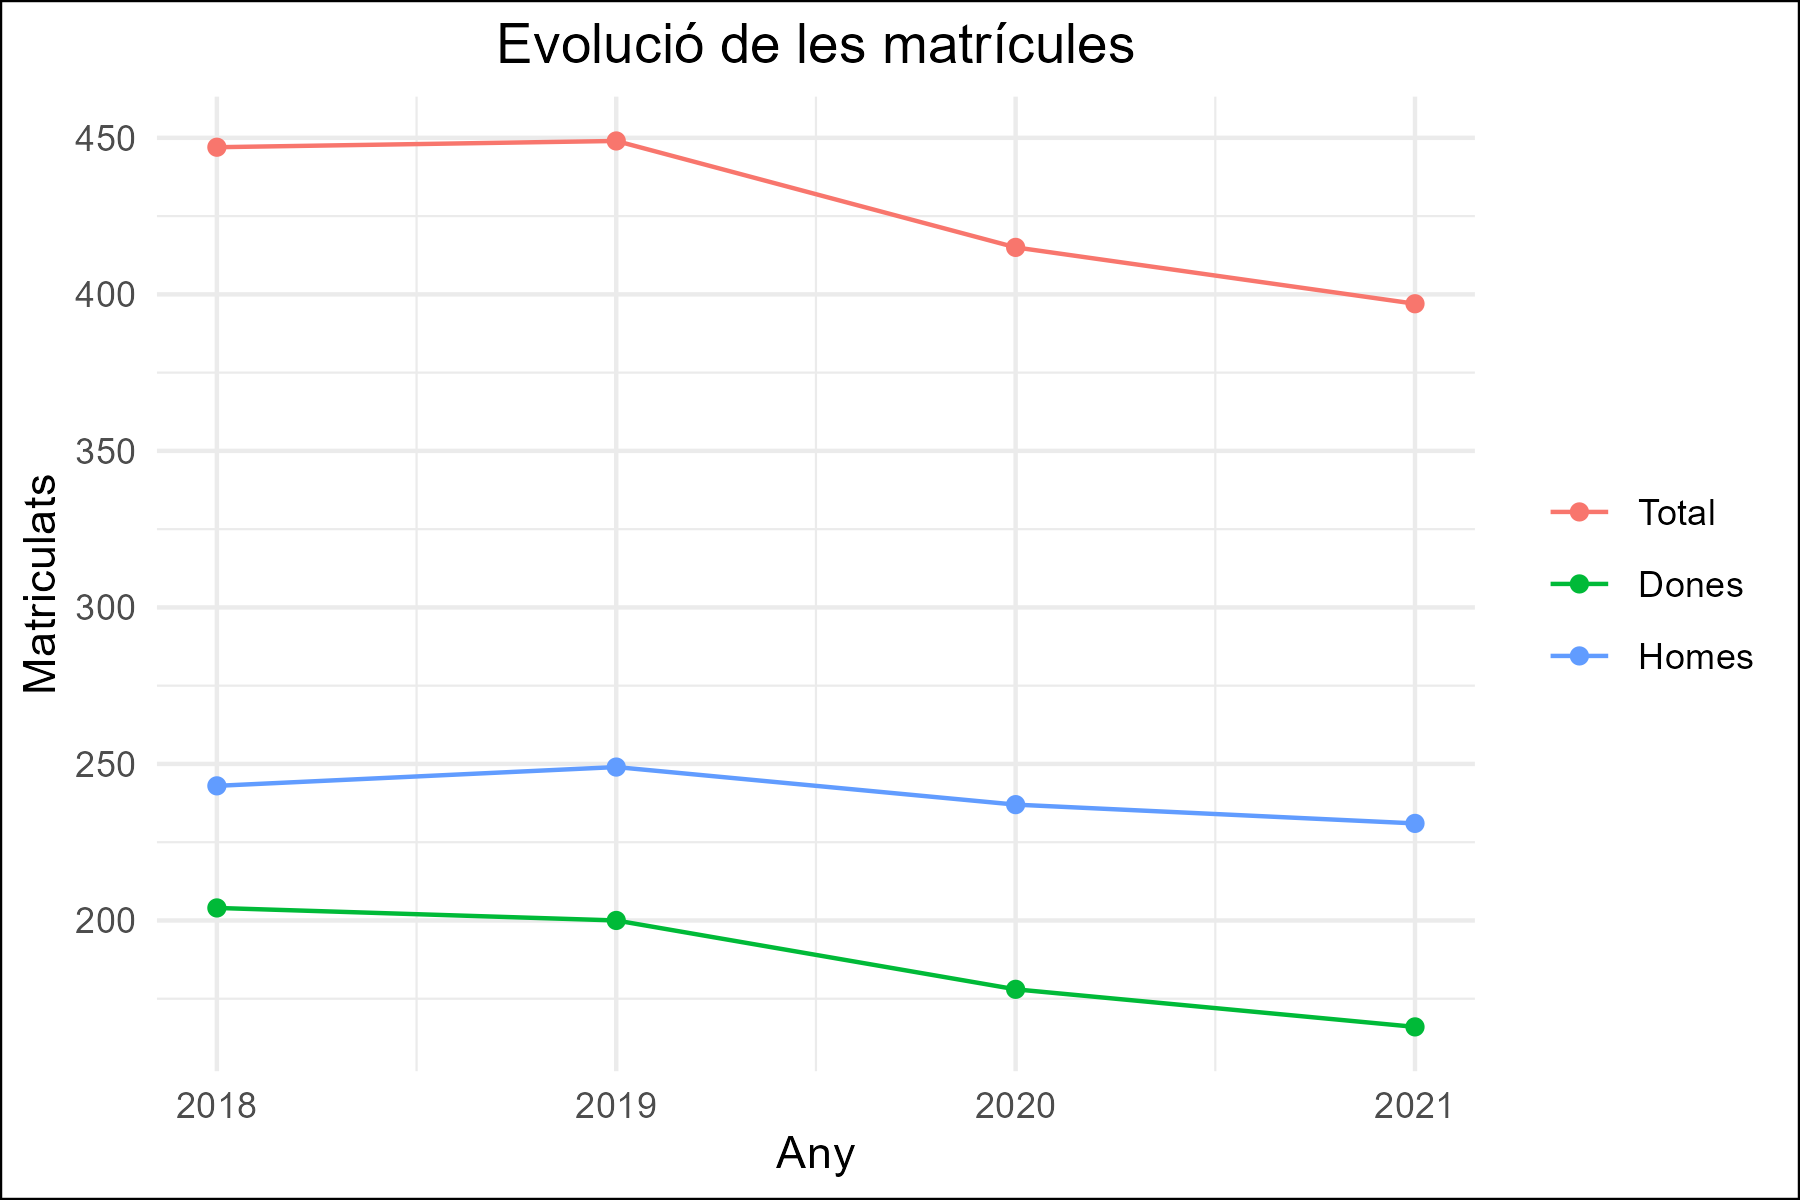 Evolució de les matrícules
Matriculats
450
400
350
300
250
200
2018 2019 2020 2021
Any
Total
Dones
Homes